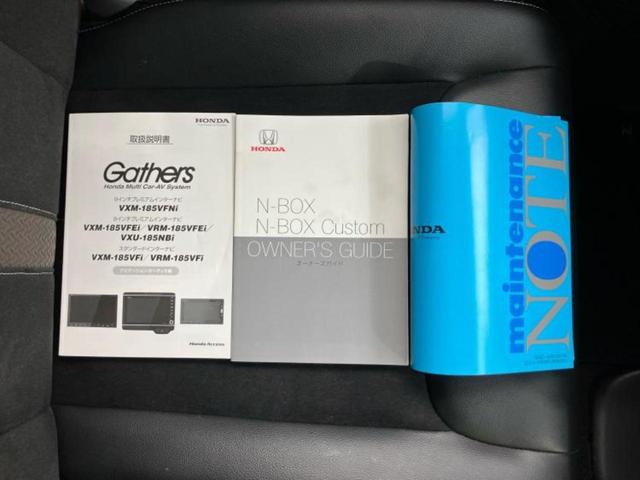 取扱説明書
HONDA
Gathers
Honda Multi Car-AV System
9インチプレミアムインターナビ
VXM-185VFNi
8インチプレミアムインターナビ
VXM-185VFEi/VRM-185VFEi/
VXU-185NBi
スタンダードインターナビ
VXM-185VFi/VRM-185VFi
Honda Access
HONDA
N-BOX
N-BOX Custom
OWNER'S GUIDE
オーナーズガイド
NDA
maintenance
NOTE